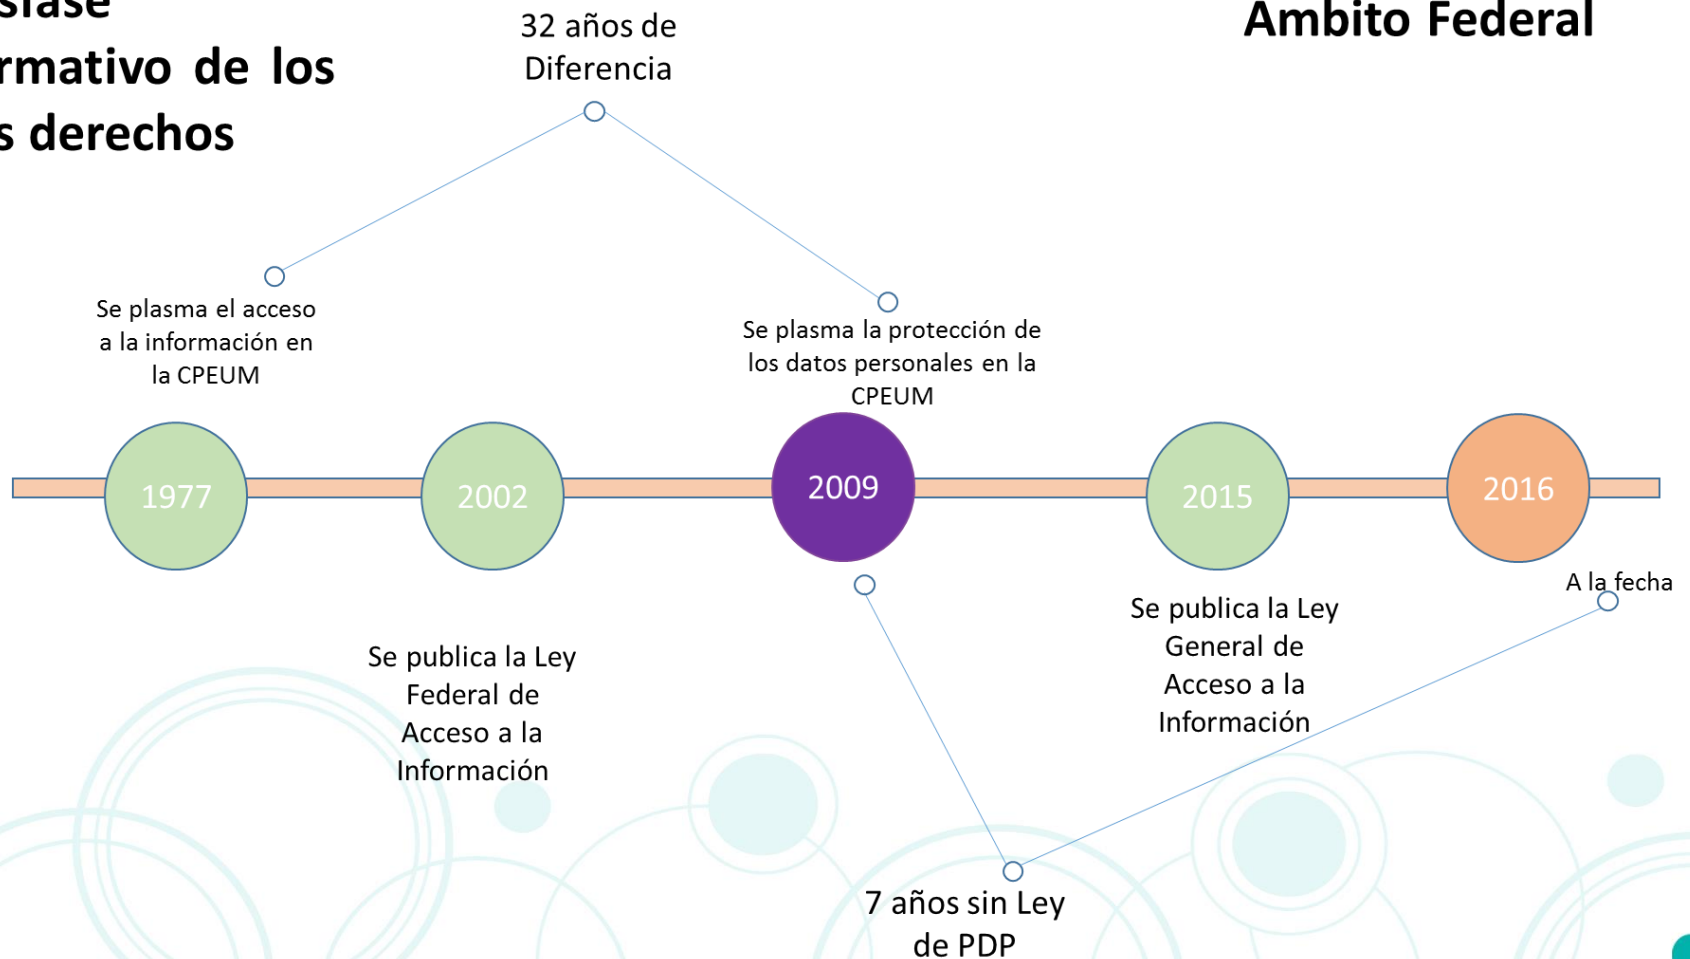 rmativo de los
s derechos
32 años de
Diferencia
Ámbito Federal
Se plasma el acceso
a la información en
la CPEUM
Se plasma la protección de
los datos personales en la
CPEUM
1977
2002
2009
2015
2016
A la fecha
Se publica la Ley
Federal de
Acceso a la
Información
Se publica la Ley
General de
Acceso a la
Información
7 años sin Ley
de PDP